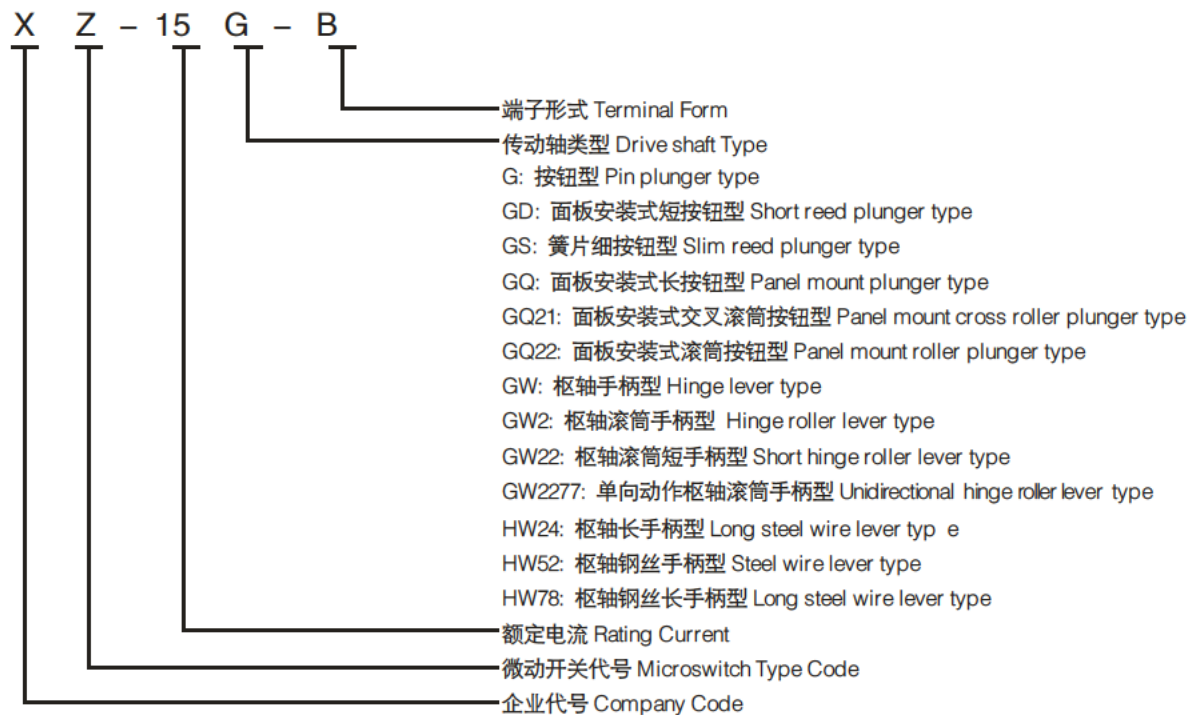 X Z - 15 G - B
端子形式 Terminal Form
传动轴类型 Drive shaft Type
G: 按钮型 Pin plunger type
GD: 面板安装式短按钮型 Short reed plunger type
GS: 簧片细按钮型 Slim reed plunger type
GQ: 面板安装式长按钮型 Panel mount plunger type
GQ21: 面板安装式交叉滚筒按钮型 Panel mount cross roller plunger type
GQ22: 面板安装式滚筒按钮型 Panel mount roller plunger type
GW: 枢轴手柄型 Hinge lever type
GW2: 枢轴滚筒手柄型 Hinge roller lever type
GW22: 枢轴滚筒短手柄型 Short hinge roller lever type
GW2277: 单向动作枢轴滚筒手柄型 Unidirectional hinge roller lever type
HW24: 枢轴长手柄型 Long steel wire lever typ e
HW52: 枢轴钢丝手柄型 Steel wire lever type
HW78: 枢轴钢丝长手柄型 Long steel wire lever type
额定电流 Rating Current
微动开关代号 Microswitch Type Code
企业代号 Company Code